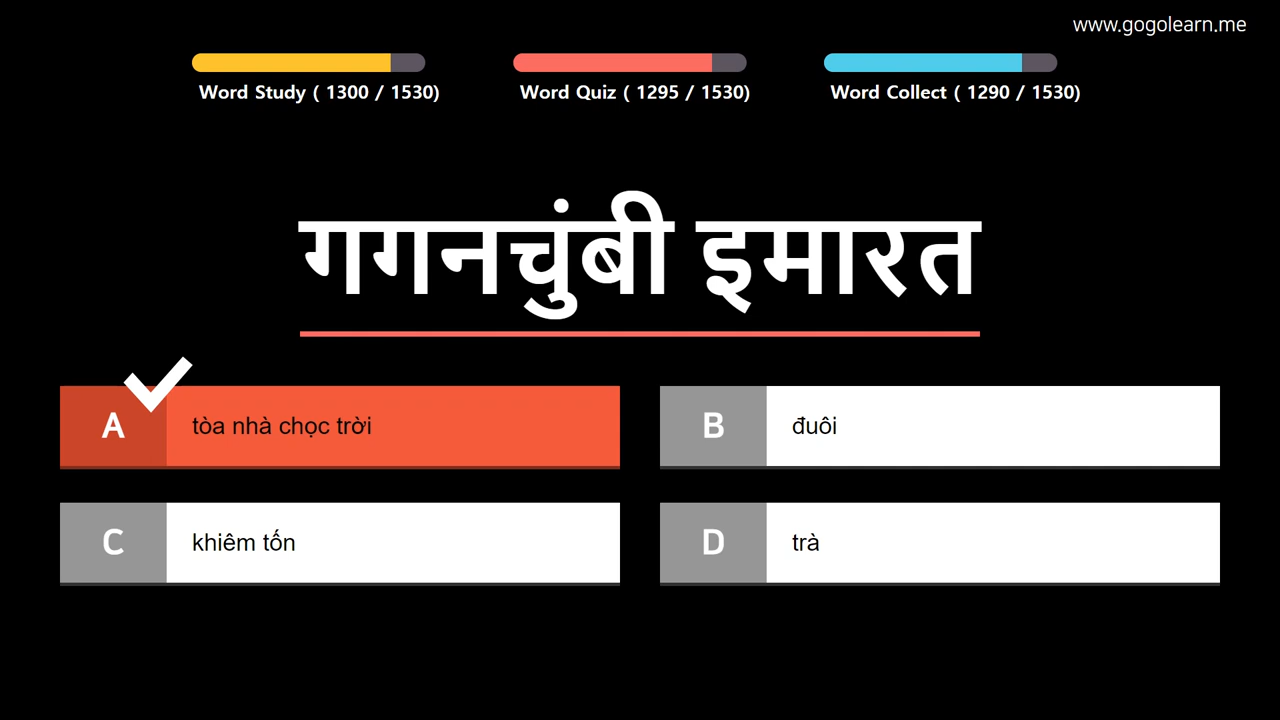 www.gogolearn.me
Word Study ( 1300 / 1530)
Word Quiz ( 1295 / 1530)
Word Collect ( 1290 / 1530)
गगनचुंबी इमारत
A tòa nhà chọc trời
B đuôi
C khiêm tốn
D trà